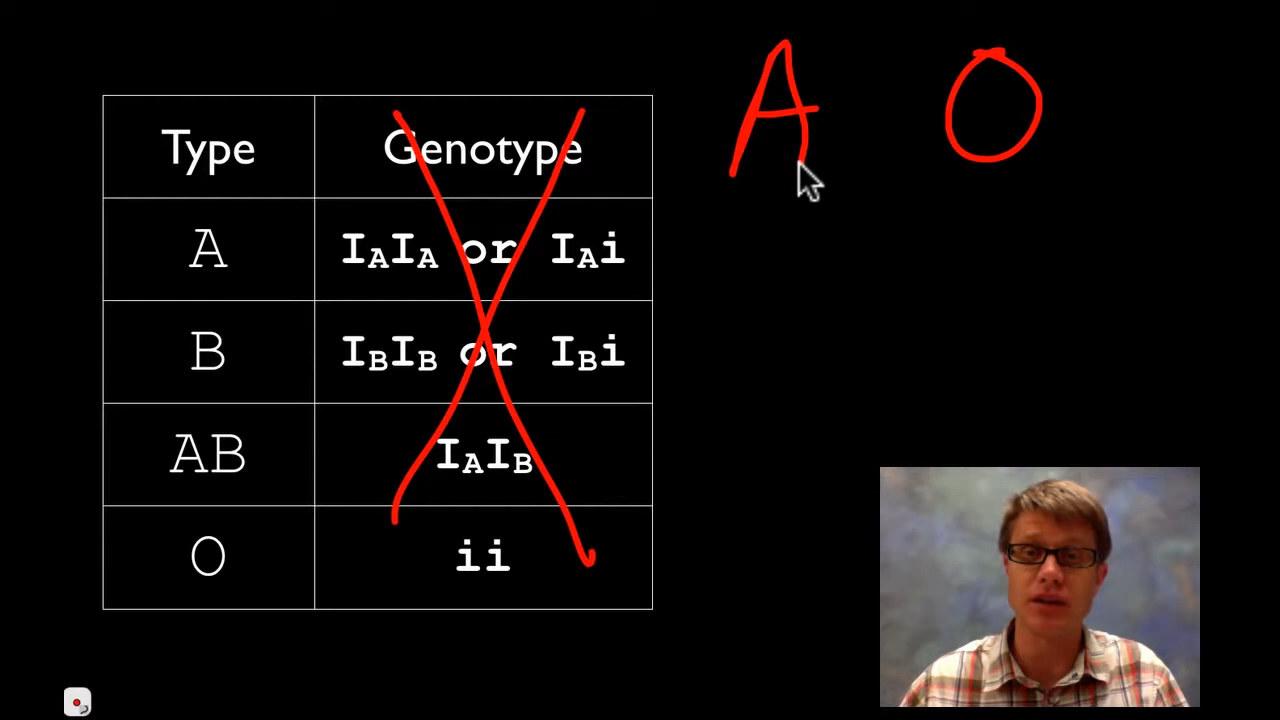 A O
Type Genotype
A IAIA or IAi
B IBIB or IBi
AB IAIB
O ii